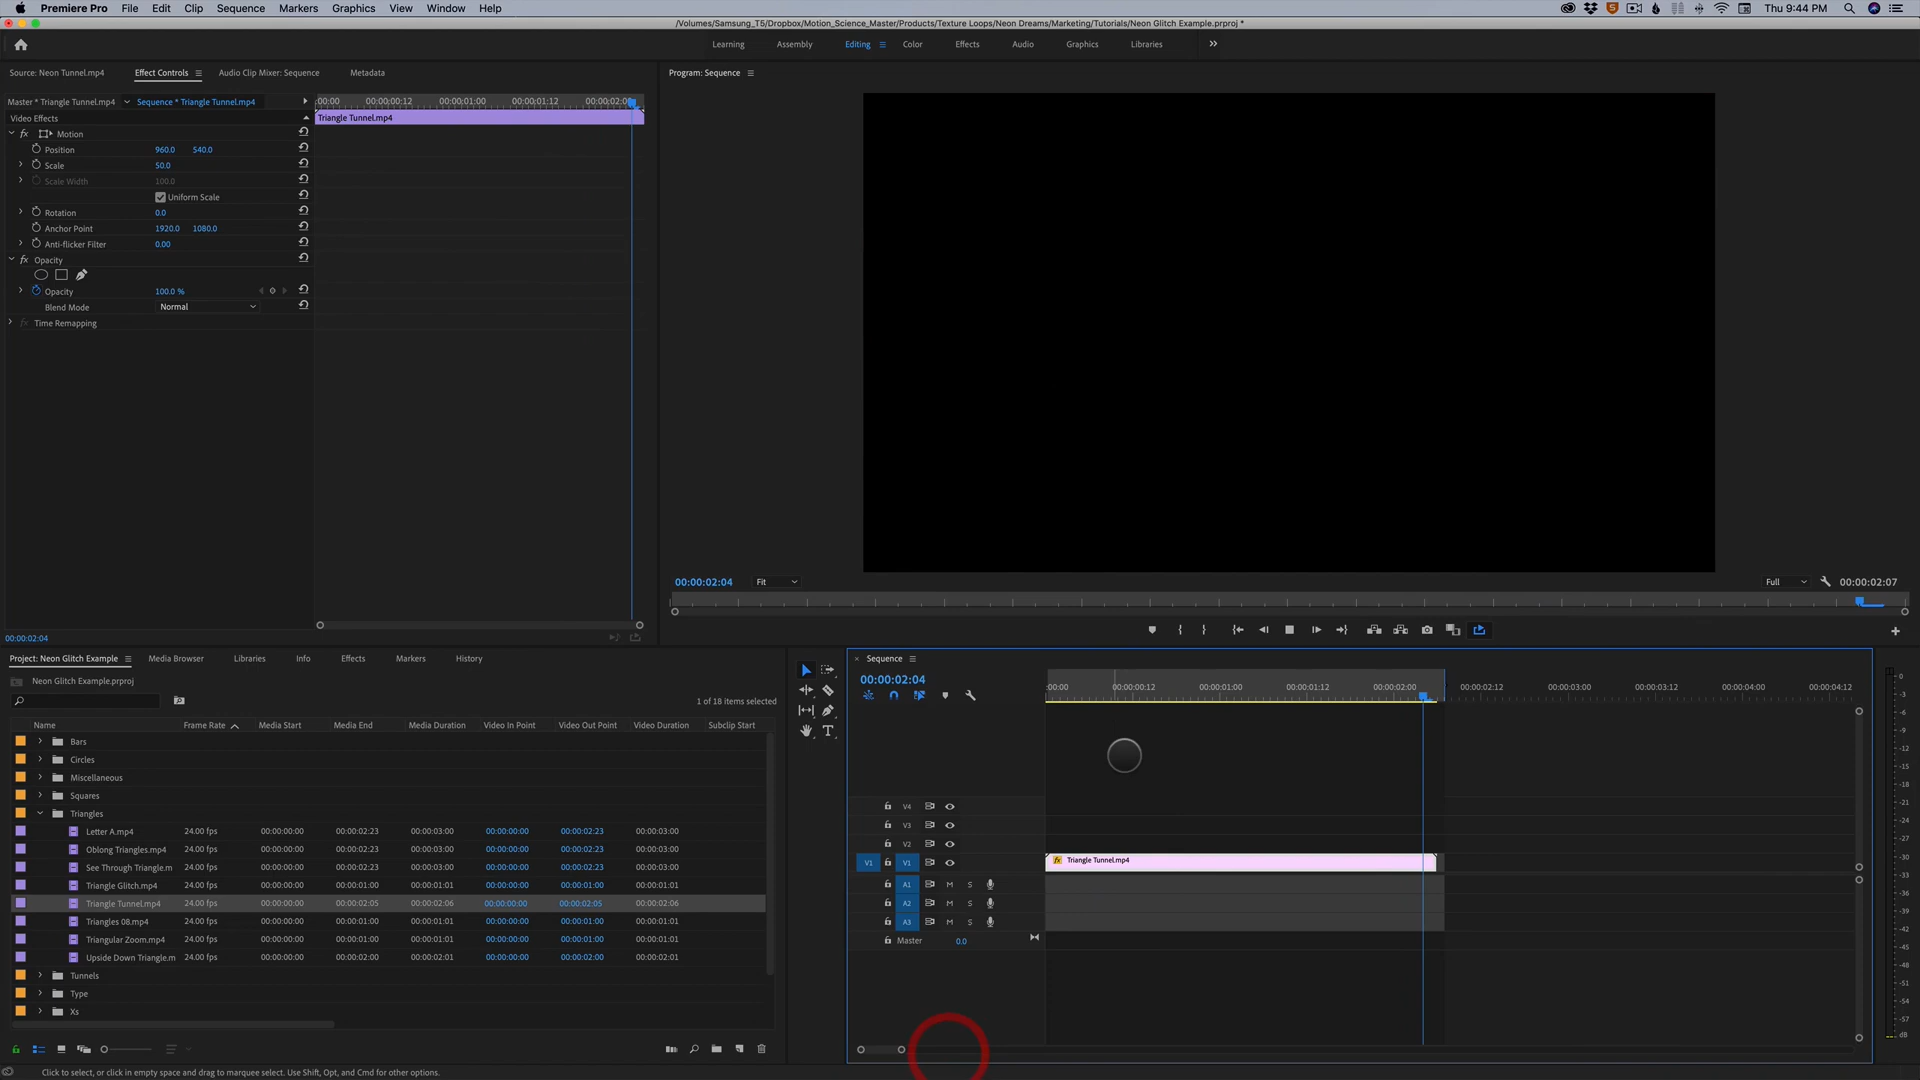 Premiere Pro File Edit Clip Sequence Markers Graphics View Window Help Thu 9:44 PM
/Volumes/Samsung_T5/Dropbox/Motion_Science_Master/Products/Texture Loops/Neon Dreams/Marketing/Tutorials/Neon Glitch Example.prproj *
Learning Assembly Editing Color Effects Audio Graphics Libraries
Source: Neon Tunnel.mp4 Effect Controls Audio Clip Mixer: Sequence Metadata
Program: Sequence
Master * Triangle Tunnel.mp4 Sequence * Triangle Tunnel.mp4
:00:00 00:00:00:12 00:00:01:00 00:00:01:12
Video Effects
Triangle Tunnel.mp4
fx Motion
Position 960.0 540.0
Scale 50.0
Scale Width 100.0
Uniform Scale
Rotation 0.0
Anchor Point 1920.0 1080.0
Anti-flicker Filter 0.00
fx Opacity
Opacity 100.0 %
Blend Mode Normal
fx Time Remapping
00:00:02:04 Fit Full 00:00:02:07
00:00:02:04
Project: Neon Glitch Example Media Browser Libraries Info Effects Markers History
Neon Glitch Example.prproj
1 of 18 items selected
Name Frame Rate Media Start Media End Media Duration Video In Point Video Out Point Video Duration Subclip Start
Bars
Circles
Miscellaneous
Squares
Triangles
Letter A.mp4 24.00 fps 00:00:00:00 00:00:02:23 00:00:03:00 00:00:00:00 00:00:02:23 00:00:03:00
Oblong Triangles.mp4 24.00 fps 00:00:00:00 00:00:02:23 00:00:03:00 00:00:00:00 00:00:02:23 00:00:03:00
See Through Triangle.m 24.00 fps 00:00:00:00 00:00:02:23 00:00:03:00 00:00:00:00 00:00:02:23 00:00:03:00
Triangle Glitch.mp4 24.00 fps 00:00:00:00 00:00:01:00 00:00:01:01 00:00:00:00 00:00:01:00 00:00:01:01
Triangle Tunnel.mp4 24.00 fps 00:00:00:00 00:00:02:05 00:00:02:06 00:00:00:00 00:00:02:05 00:00:02:06
Triangles 08.mp4 24.00 fps 00:00:00:00 00:00:01:00 00:00:01:01 00:00:00:00 00:00:01:00 00:00:01:01
Triangular Zoom.mp4 24.00 fps 00:00:00:00 00:00:01:00 00:00:01:01 00:00:00:00 00:00:01:00 00:00:01:01
Upside Down Triangle.m 24.00 fps 00:00:00:00 00:00:02:00 00:00:02:01 00:00:00:00 00:00:02:00 00:00:02:01
Tunnels
Type
Xs
Sequence
00:00:02:04
:00:00 00:00:00:12 00:00:01:00 00:00:01:12 00:00:02:00 00:00:02:12 00:00:03:00 00:00:03:12 00:00:04:00 00:00:04:12
V4
V3
V2
V1 V1 fx Triangle Tunnel.mp4
A1 M S
A2 M S
A3 M S
Master 0.0
0
-3
-6
-9
-12
-15
-18
-21
-24
-27
-30
-33
-36
-39
-42
-45
-48
-51
-54
-57
dB
Click to select, or click in empty space and drag to marquee select. Use Shift, Opt, and Cmd for other options.